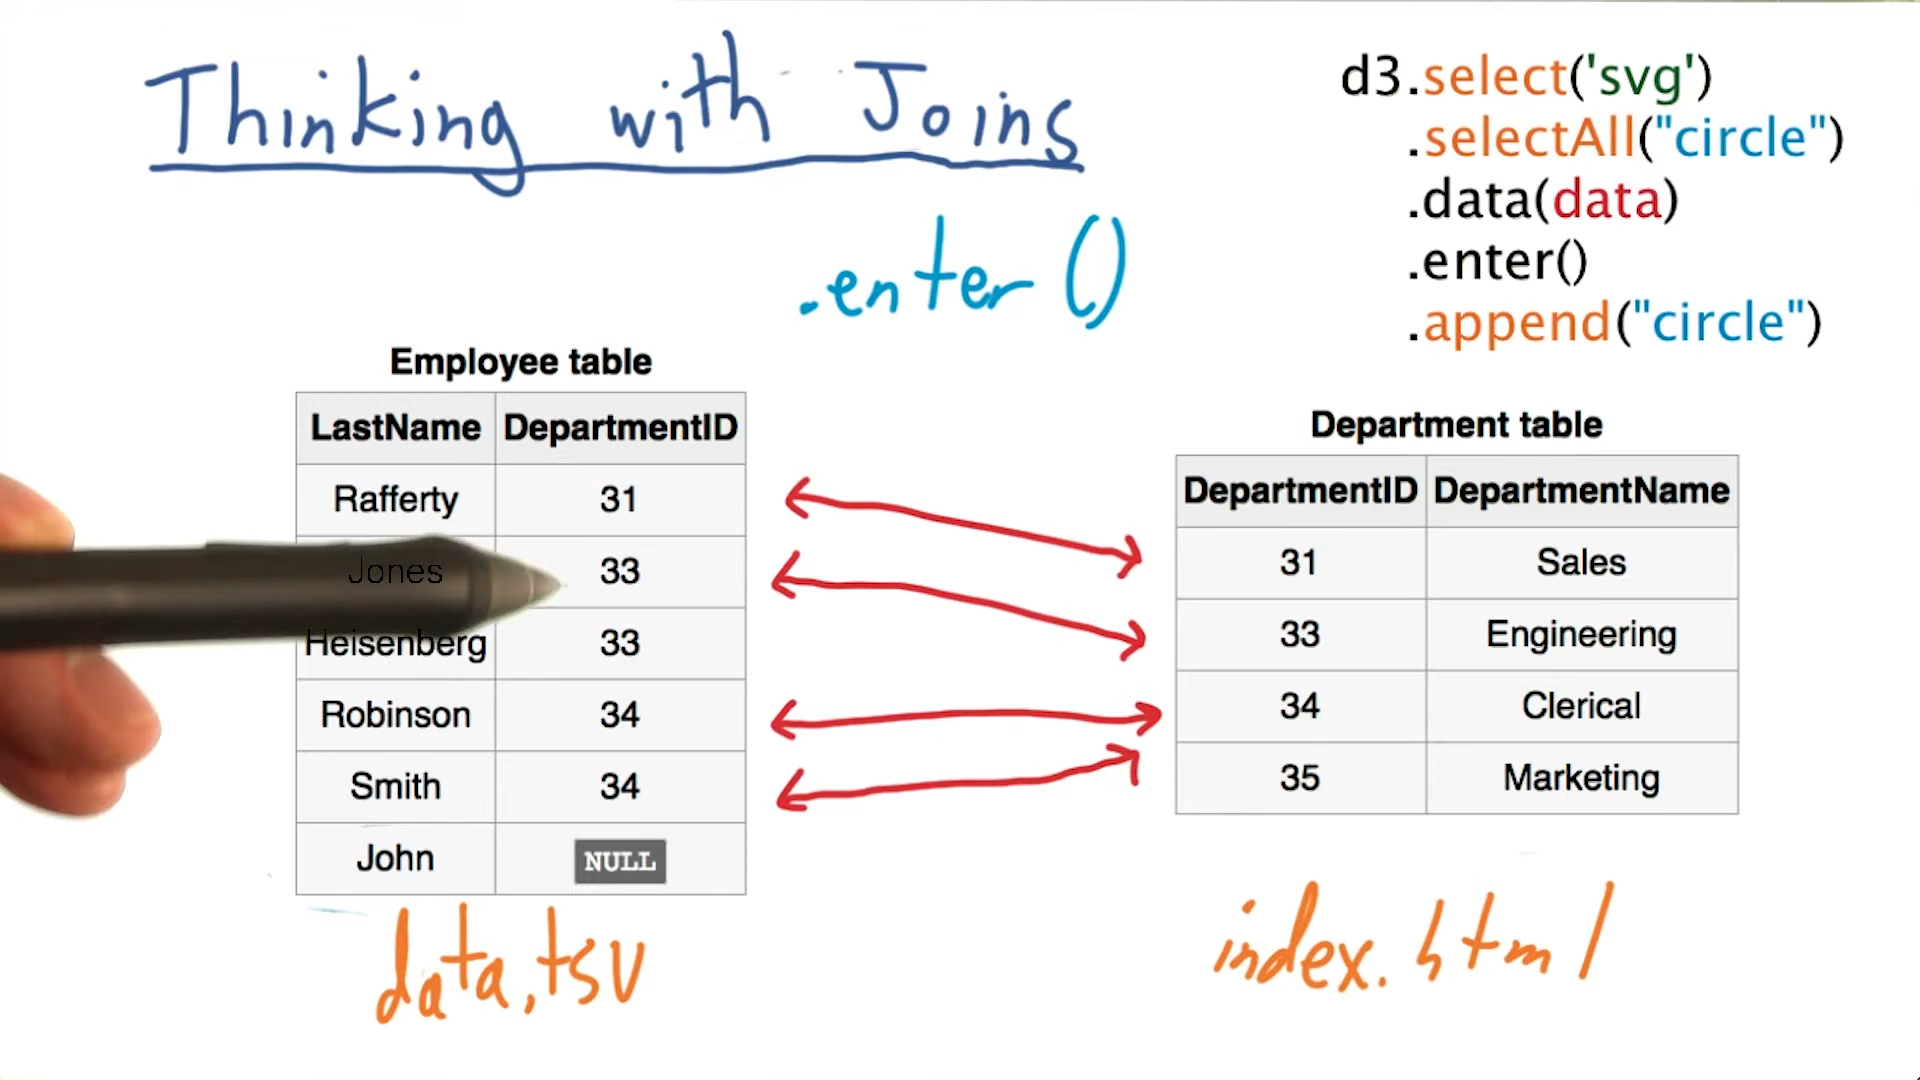 Thinking with Joins
d3.select('svg')
.selectAll("circle")
.data(data)
.enter()
.append("circle")
.enter()
Employee table
LastName DepartmentID
Rafferty 31
Jones 33
Heisenberg 33
Robinson 34
Smith 34
John NULL
data.tsv
Department table
DepartmentID DepartmentName
31 Sales
33 Engineering
34 Clerical
35 Marketing
index.html